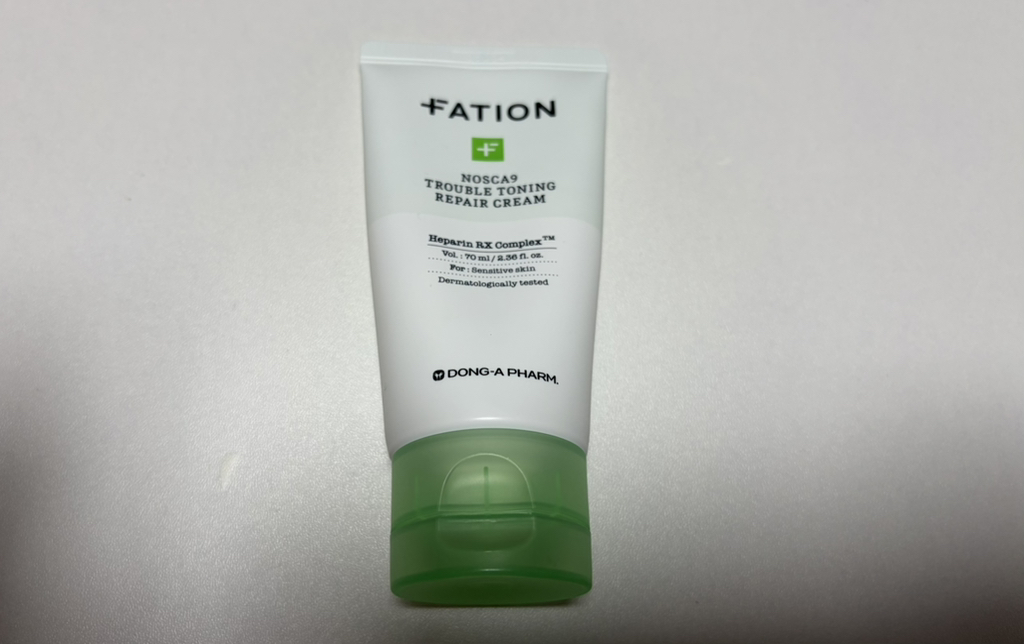 FATION
F
NOSCA9
TROUBLE TONING
REPAIR CREAM
Heparin RX Complex™
Vol. : 70 ml / 2.36 fl. oz.
For : Sensitive skin
Dermatologically tested
DONG-A PHARM.